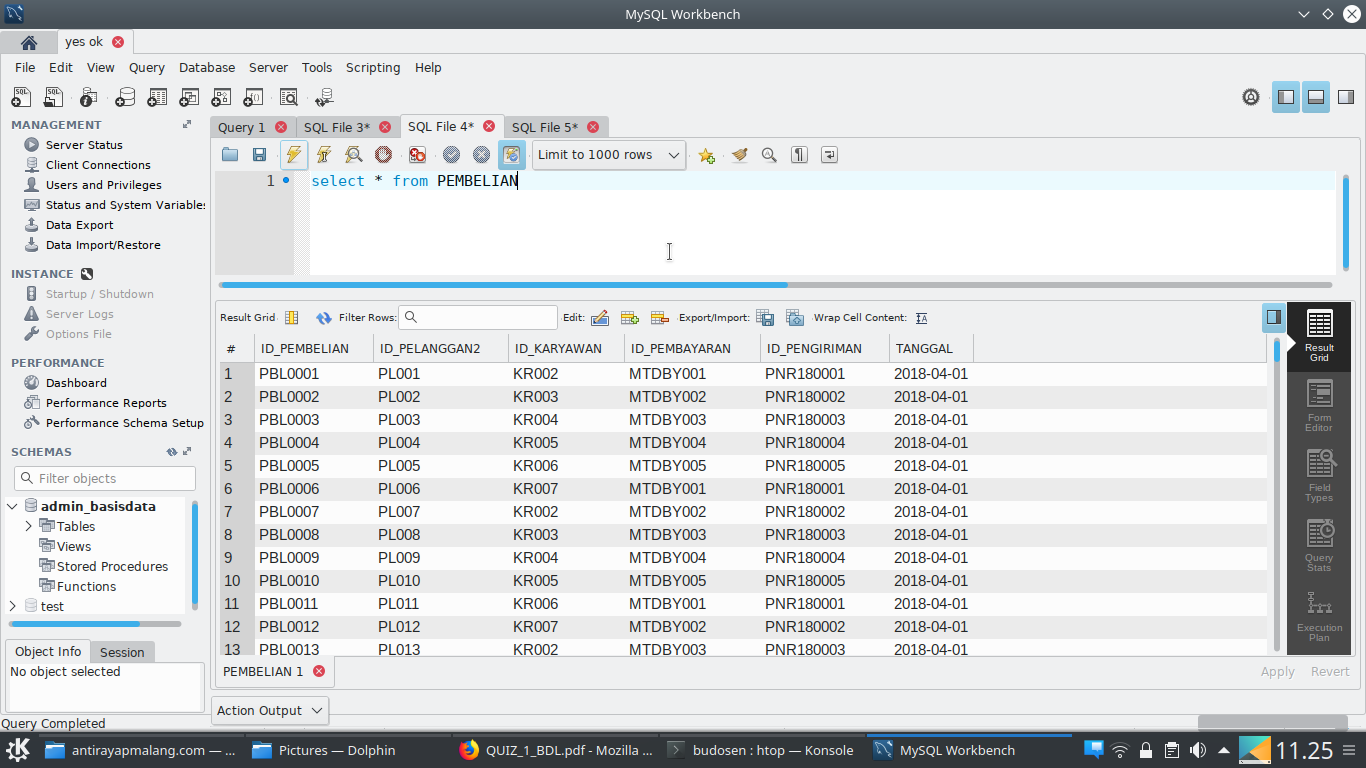 MySQL Workbench
yes ok
File Edit View Query Database Server Tools Scripting Help
MANAGEMENT
Server Status
Client Connections
Users and Privileges
Status and System Variables
Data Export
Data Import/Restore
INSTANCE
Startup / Shutdown
Server Logs
Options File
PERFORMANCE
Dashboard
Performance Reports
Performance Schema Setup
SCHEMAS
Filter objects
admin_basisdata
Tables
Views
Stored Procedures
Functions
test
Object Info Session
No object selected
Query Completed
Query 1 SQL File 3* SQL File 4* SQL File 5*
Limit to 1000 rows
1 select * from PEMBELIAN
Result Grid Filter Rows: Edit: Export/Import: Wrap Cell Content:
# ID_PEMBELIAN ID_PELANGGAN2 ID_KARYAWAN ID_PEMBAYARAN ID_PENGIRIMAN TANGGAL
1 PBL0001 PL001 KR002 MTDBY001 PNR180001 2018-04-01
2 PBL0002 PL002 KR003 MTDBY002 PNR180002 2018-04-01
3 PBL0003 PL003 KR004 MTDBY003 PNR180003 2018-04-01
4 PBL0004 PL004 KR005 MTDBY004 PNR180004 2018-04-01
5 PBL0005 PL005 KR006 MTDBY005 PNR180005 2018-04-01
6 PBL0006 PL006 KR007 MTDBY001 PNR180001 2018-04-01
7 PBL0007 PL007 KR002 MTDBY002 PNR180002 2018-04-01
8 PBL0008 PL008 KR003 MTDBY003 PNR180003 2018-04-01
9 PBL0009 PL009 KR004 MTDBY004 PNR180004 2018-04-01
10 PBL0010 PL010 KR005 MTDBY005 PNR180005 2018-04-01
11 PBL0011 PL011 KR006 MTDBY001 PNR180001 2018-04-01
12 PBL0012 PL012 KR007 MTDBY002 PNR180002 2018-04-01
13 PBL0013 PL013 KR002 MTDBY003 PNR180003 2018-04-01
Result
Grid
Form
Editor
Field
Types
Query
Stats
Execution
Plan
PEMBELIAN 1
Apply Revert
Action Output
antirayapmalang.com — ... Pictures — Dolphin QUIZ_1_BDL.pdf - Mozilla ... budosen : htop — Konsole MySQL Workbench 11.25